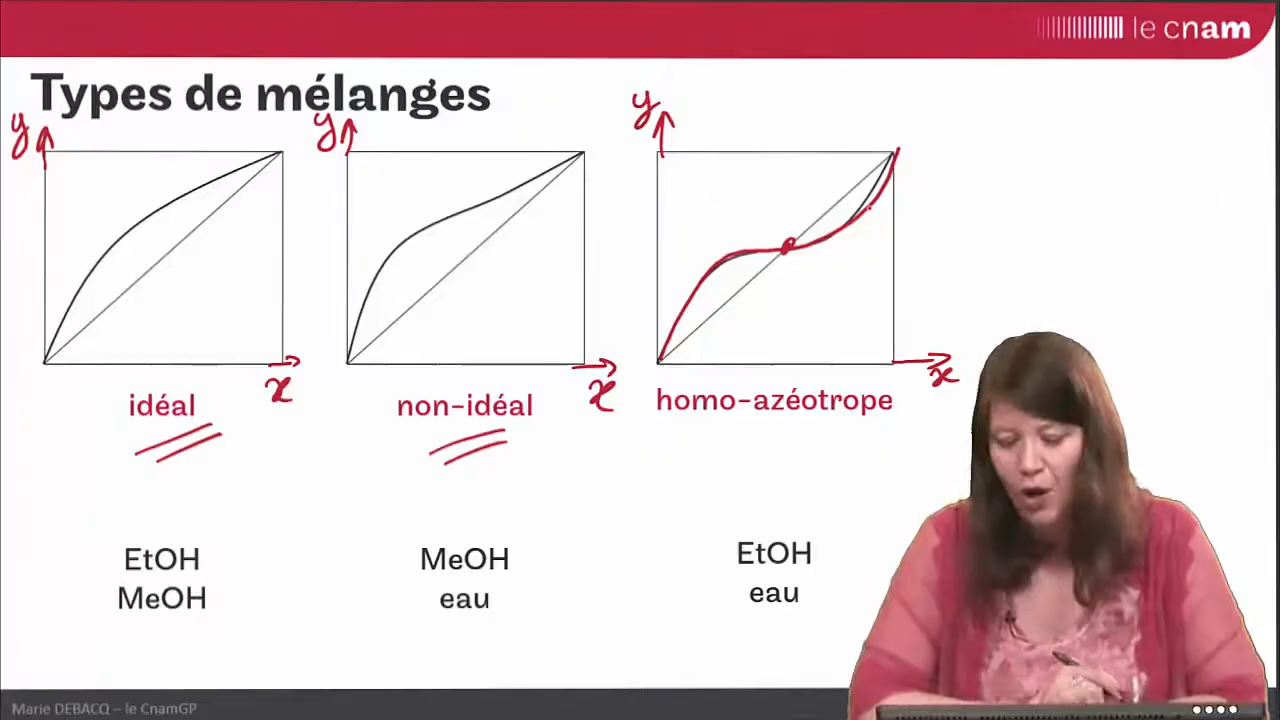 le cnam
Types de mélanges
y
y
y
x
x
x
idéal
non-idéal
homo-azéotrope
EtOH
MeOH
MeOH
eau
EtOH
eau
Marie DEBACQ – le CnamGP